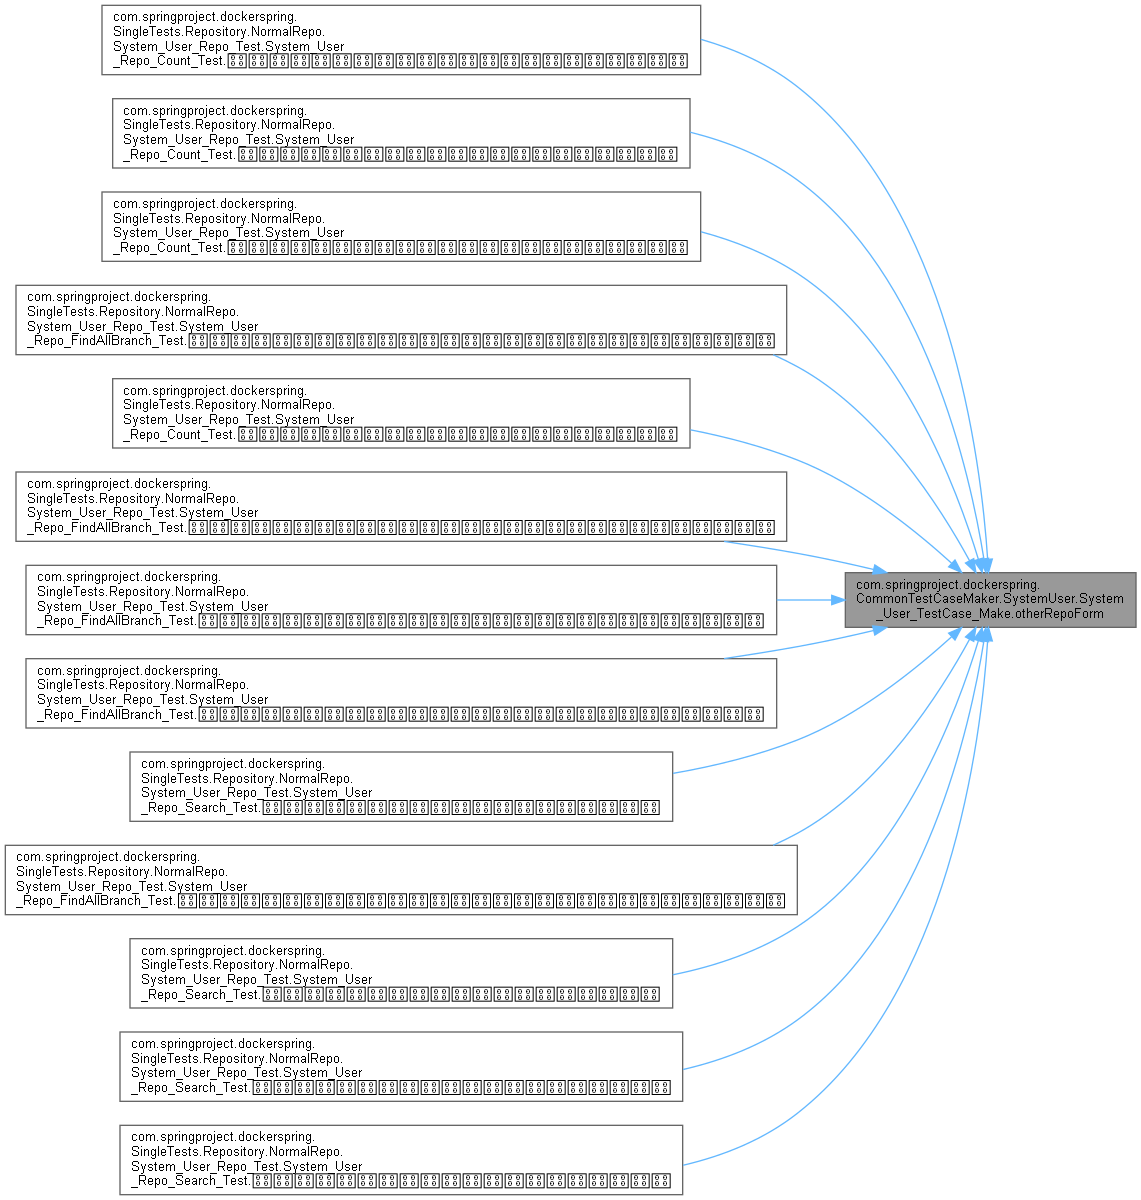 com.springproject.dockerspring.
SingleTests.Repository.NormalRepo.
System_User_Repo_Test.System_User
_Repo_Count_Test.
com.springproject.dockerspring.
SingleTests.Repository.NormalRepo.
System_User_Repo_Test.System_User
_Repo_Count_Test.
com.springproject.dockerspring.
SingleTests.Repository.NormalRepo.
System_User_Repo_Test.System_User
_Repo_Count_Test.
com.springproject.dockerspring.
SingleTests.Repository.NormalRepo.
System_User_Repo_Test.System_User
_Repo_FindAllBranch_Test.
com.springproject.dockerspring.
SingleTests.Repository.NormalRepo.
System_User_Repo_Test.System_User
_Repo_Count_Test.
com.springproject.dockerspring.
SingleTests.Repository.NormalRepo.
System_User_Repo_Test.System_User
_Repo_FindAllBranch_Test.
com.springproject.dockerspring.
SingleTests.Repository.NormalRepo.
System_User_Repo_Test.System_User
_Repo_FindAllBranch_Test.
com.springproject.dockerspring.
SingleTests.Repository.NormalRepo.
System_User_Repo_Test.System_User
_Repo_FindAllBranch_Test.
com.springproject.dockerspring.
SingleTests.Repository.NormalRepo.
System_User_Repo_Test.System_User
_Repo_Search_Test.
com.springproject.dockerspring.
SingleTests.Repository.NormalRepo.
System_User_Repo_Test.System_User
_Repo_FindAllBranch_Test.
com.springproject.dockerspring.
SingleTests.Repository.NormalRepo.
System_User_Repo_Test.System_User
_Repo_Search_Test.
com.springproject.dockerspring.
SingleTests.Repository.NormalRepo.
System_User_Repo_Test.System_User
_Repo_Search_Test.
com.springproject.dockerspring.
SingleTests.Repository.NormalRepo.
System_User_Repo_Test.System_User
_Repo_Search_Test.
com.springproject.dockerspring.
CommonTestCaseMaker.SystemUser.System
_User_TestCase_Make.otherRepoForm